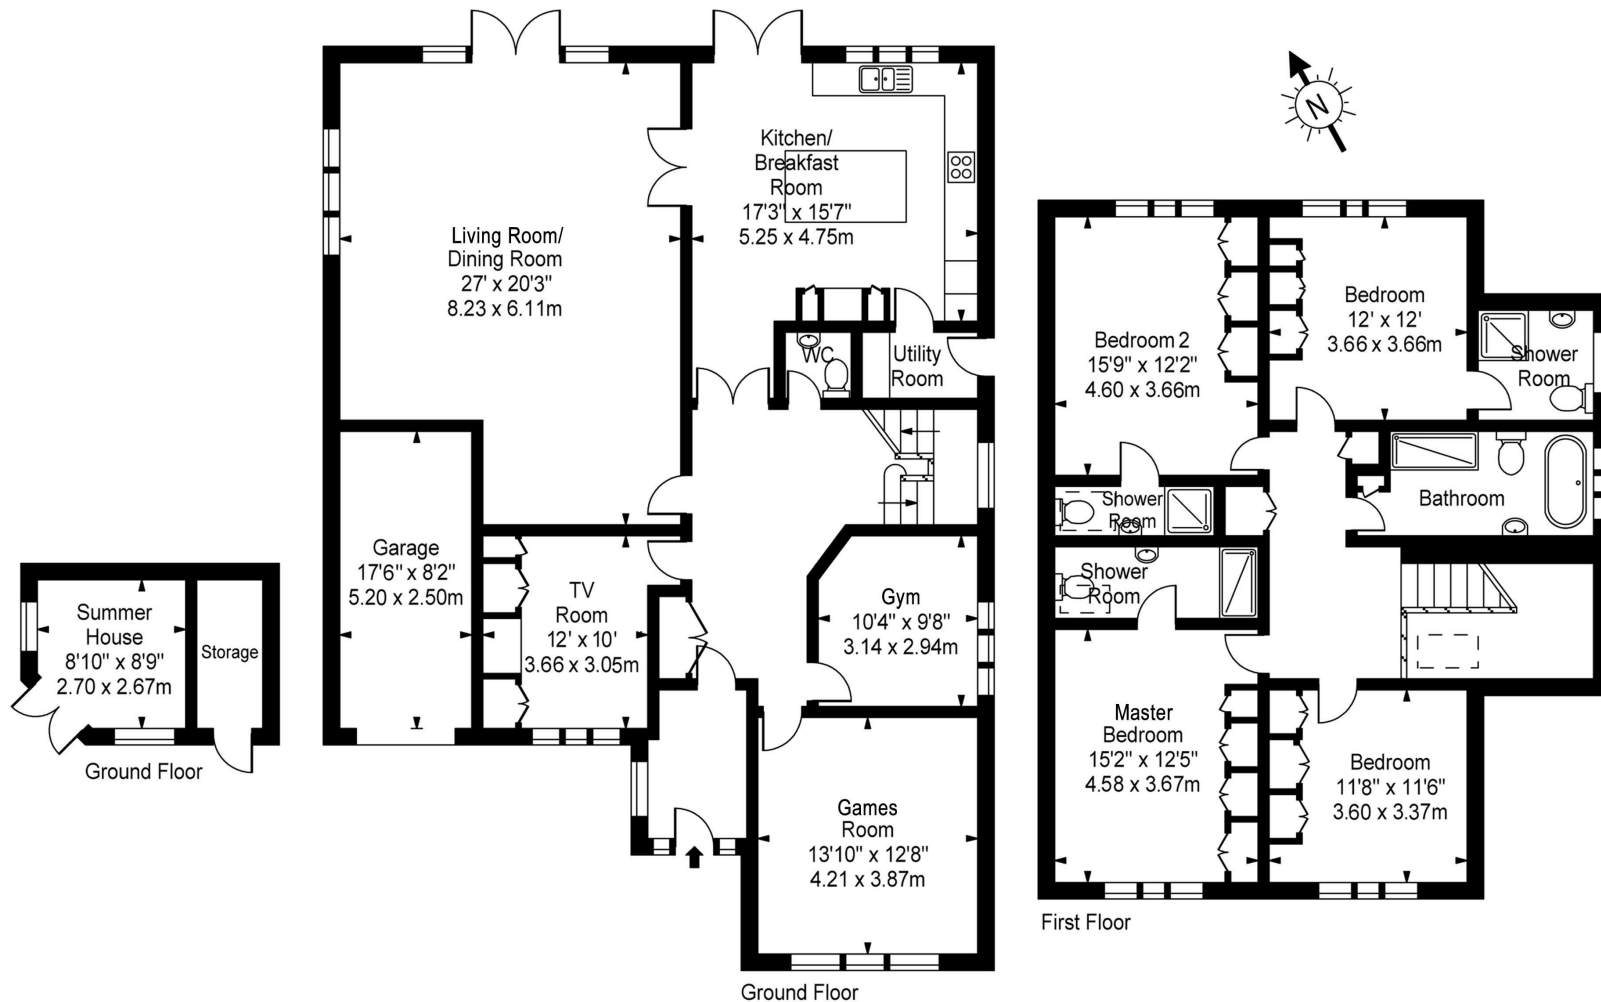 Summer
House
8'10" x 8'9"
2.70 x 2.67m
Storage
Ground Floor
Living Room/
Dining Room
27' x 20'3"
8.23 x 6.11m
Kitchen/
Breakfast
Room
17'3" x 15'7"
5.25 x 4.75m
WC
Utility
Room
Garage
17'6" x 8'2"
5.20 x 2.50m
TV
Room
12' x 10'
3.66 x 3.05m
Gym
10'4" x 9'8"
3.14 x 2.94m
Games
Room
13'10" x 12'8"
4.21 x 3.87m
Ground Floor
N
Bedroom 2
15'9" x 12'2"
4.60 x 3.66m
Bedroom
12' x 12'
3.66 x 3.66m
Shower
Room
Shower
Room
Bathroom
Shower
Room
Master
Bedroom
15'2" x 12'5"
4.58 x 3.67m
Bedroom
11'8" x 11'6"
3.60 x 3.37m
First Floor